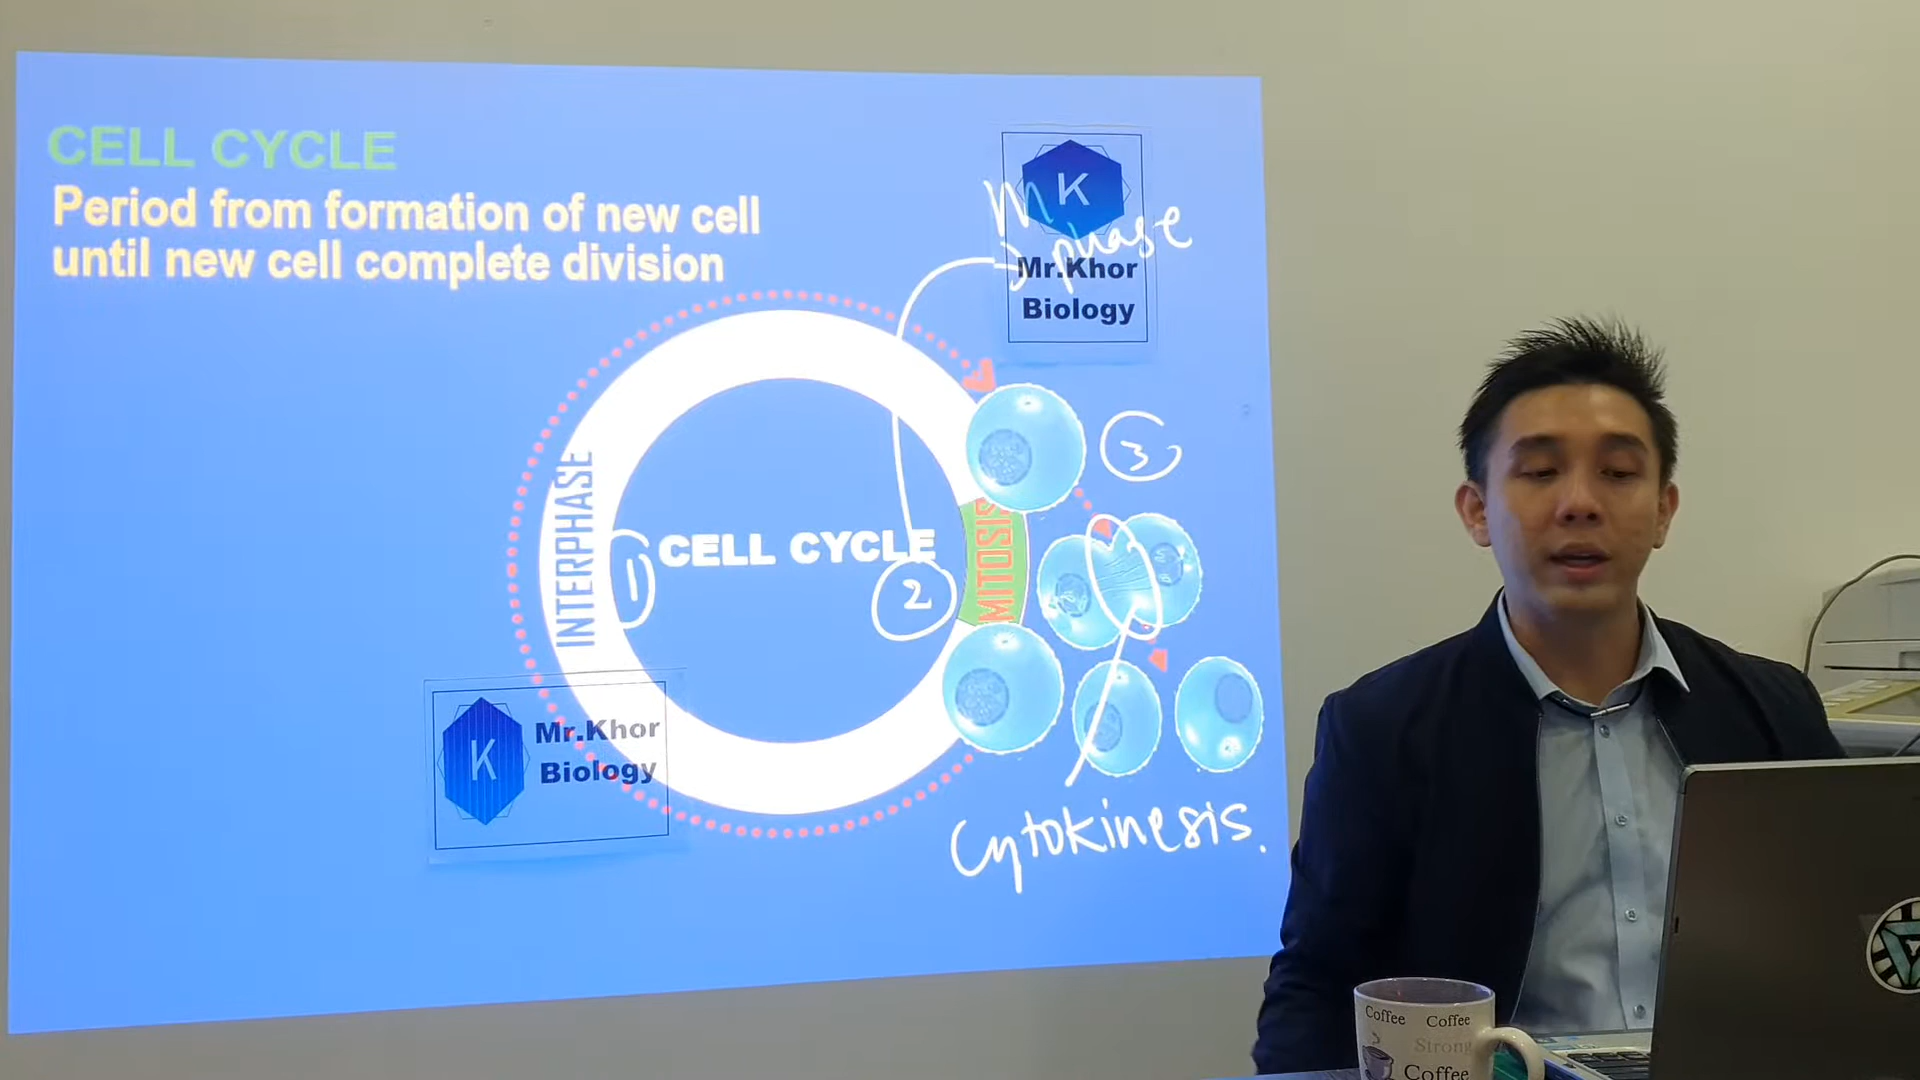 CELL CYCLE
Period from formation of new cell
until new cell complete division
K
Mr.Khor
Biology
M
phase
3
INTERPHASE
1
CELL CYCLE
2
MITOSIS
K
Mr.Khor
Biology
Cytokinesis.
Coffee Coffee
Strong
Coffee